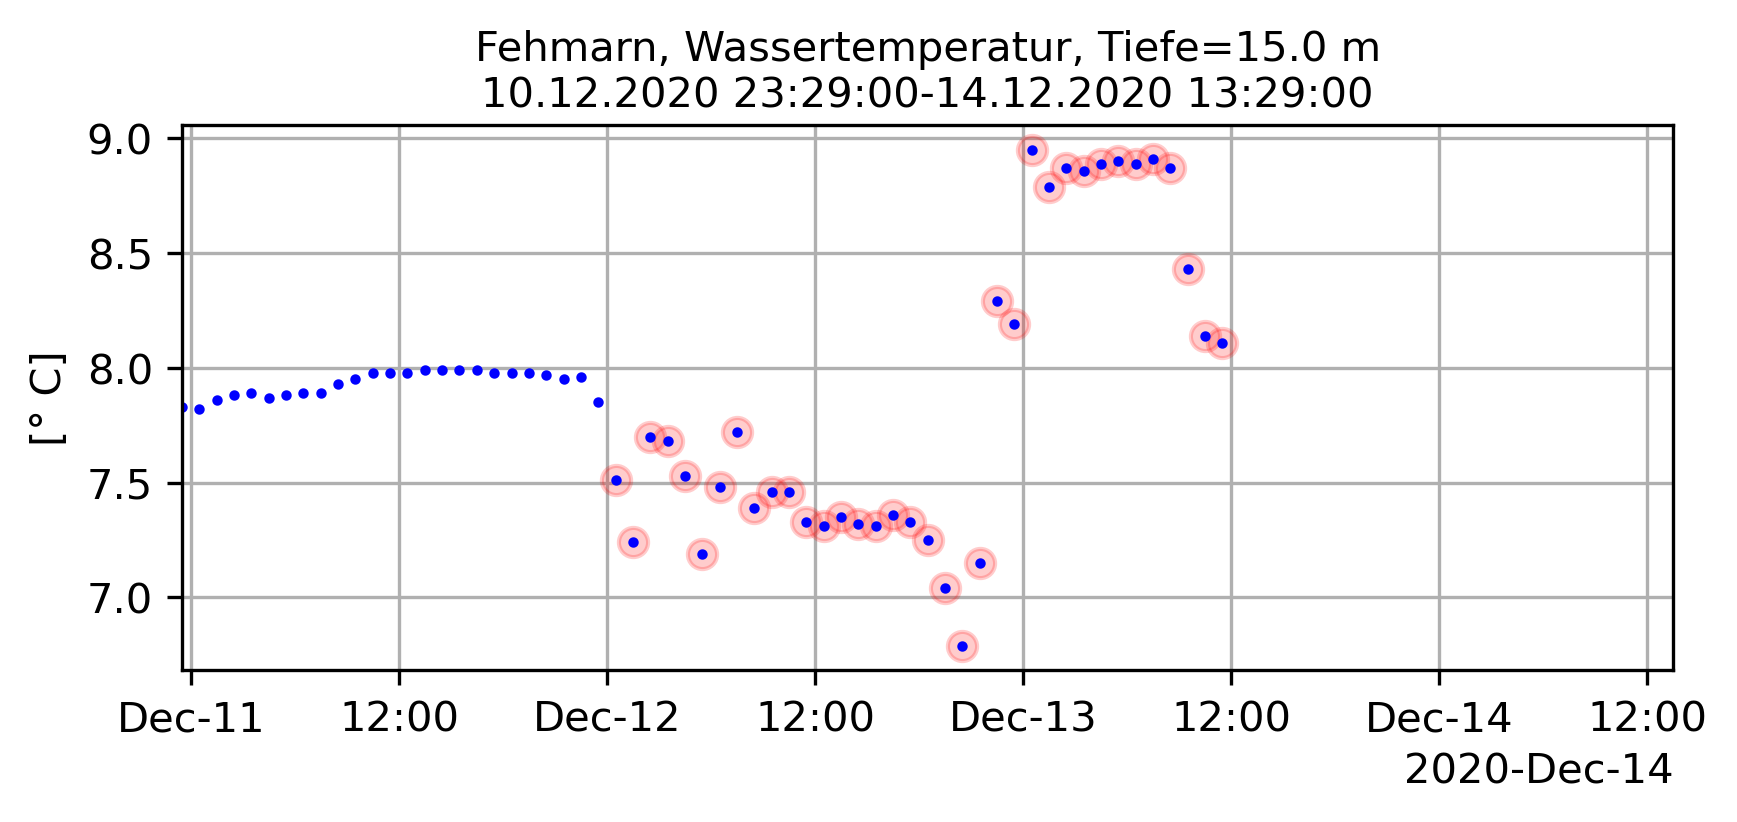 Fehmarn, Wassertemperatur, Tiefe=15.0 m
10.12.2020 23:29:00-14.12.2020 13:29:00
9.0
8.5
8.0
7.5
7.0
[° C]
Dec-11 12:00 Dec-12 12:00 Dec-13 12:00 Dec-14 12:00
2020-Dec-14